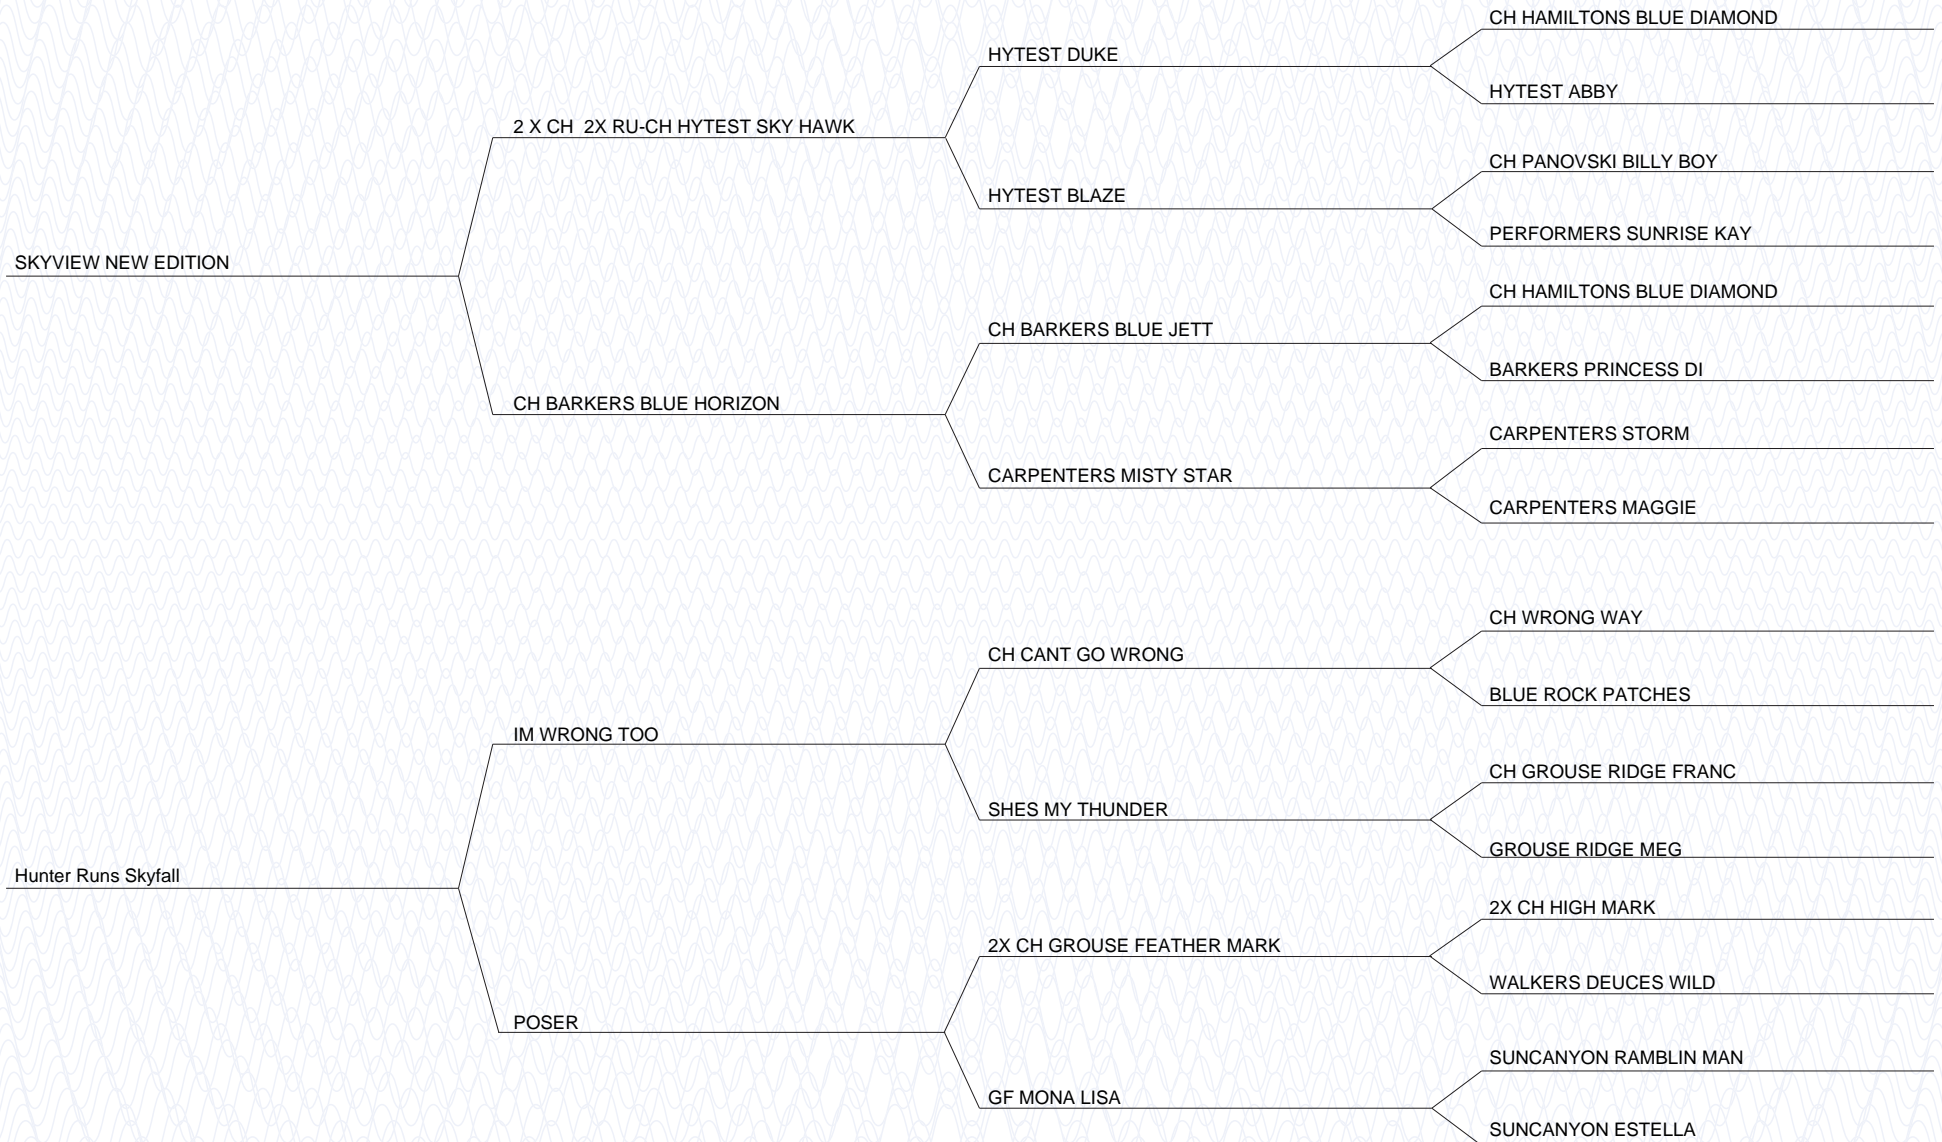 CH HAMILTONS BLUE DIAMOND
HYTEST DUKE
HYTEST ABBY
2 X CH  2X RU-CH HYTEST SKY HAWK
CH PANOVSKI BILLY BOY
HYTEST BLAZE
PERFORMERS SUNRISE KAY
SKYVIEW NEW EDITION
CH HAMILTONS BLUE DIAMOND
CH BARKERS BLUE JETT
BARKERS PRINCESS DI
CH BARKERS BLUE HORIZON
CARPENTERS STORM
CARPENTERS MISTY STAR
CARPENTERS MAGGIE
CH WRONG WAY
CH CANT GO WRONG
BLUE ROCK PATCHES
IM WRONG TOO
CH GROUSE RIDGE FRANC
SHES MY THUNDER
GROUSE RIDGE MEG
Hunter Runs Skyfall
2X CH HIGH MARK
2X CH GROUSE FEATHER MARK
WALKERS DEUCES WILD
POSER
SUNCANYON RAMBLIN MAN
GF MONA LISA
SUNCANYON ESTELLA